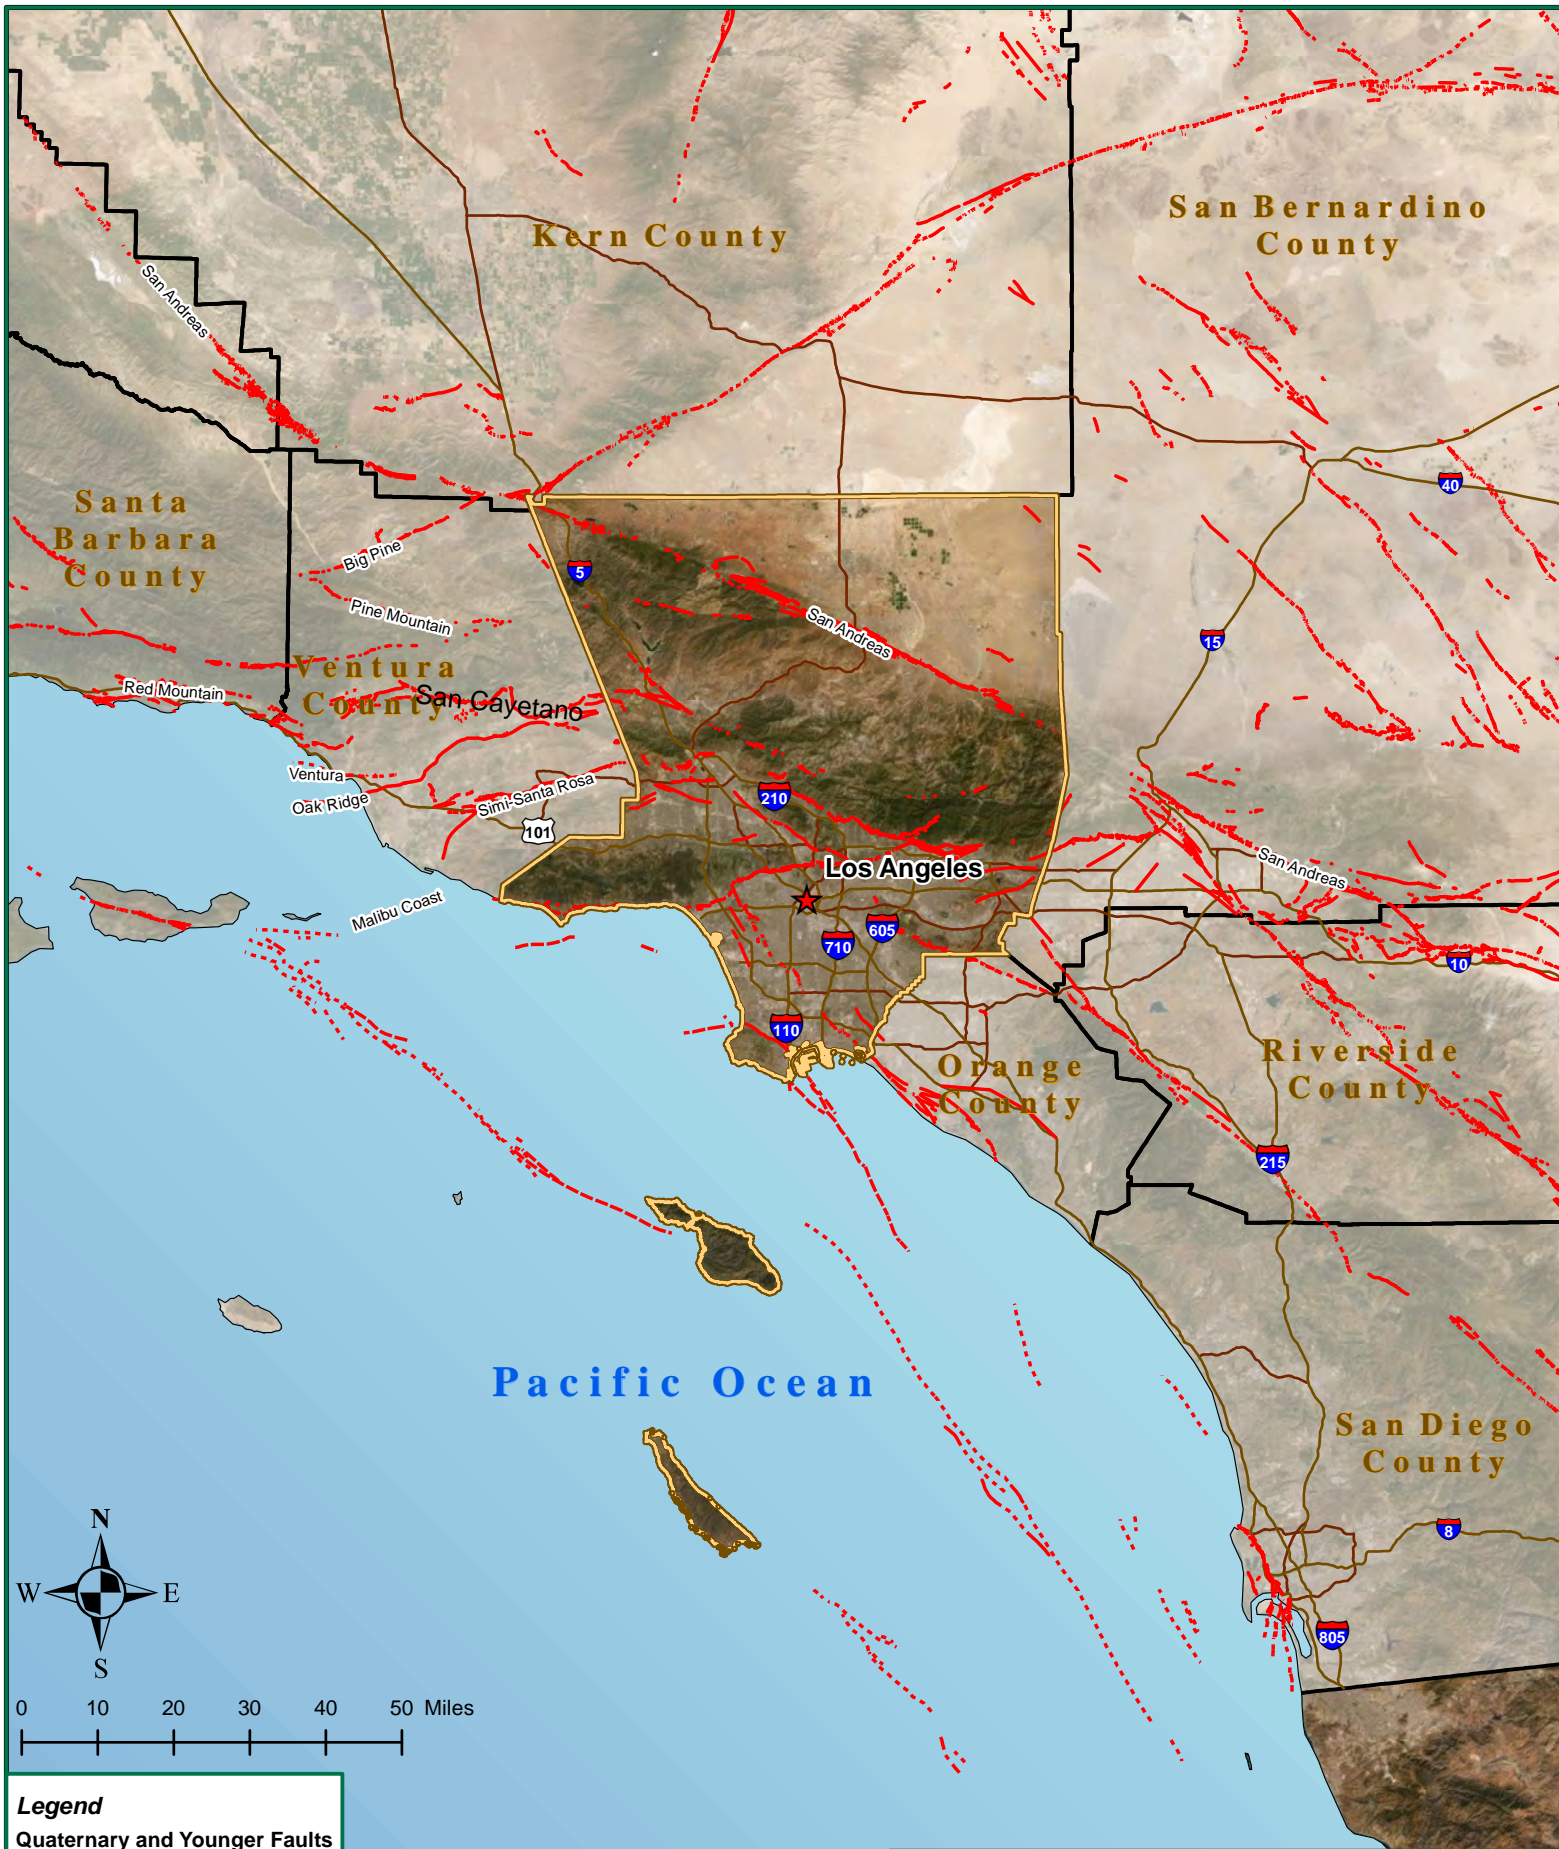 San Bernardino
County
Kern County
San Andreas
40
Santa
Barbara
County
Big Pine
5
Pine Mountain
San Andreas
15
Ventura
County
Red Mountain
San Cayetano
Ventura
Oak Ridge
Simi-Santa Rosa
210
101
Los Angeles
San Andreas
Malibu Coast
605
710
10
110
Orange
County
Riverside
County
215
Pacific Ocean
San Diego
County
8
805
N
W
E
S
0 10 20 30 40 50 Miles
Legend
Quaternary and Younger Faults